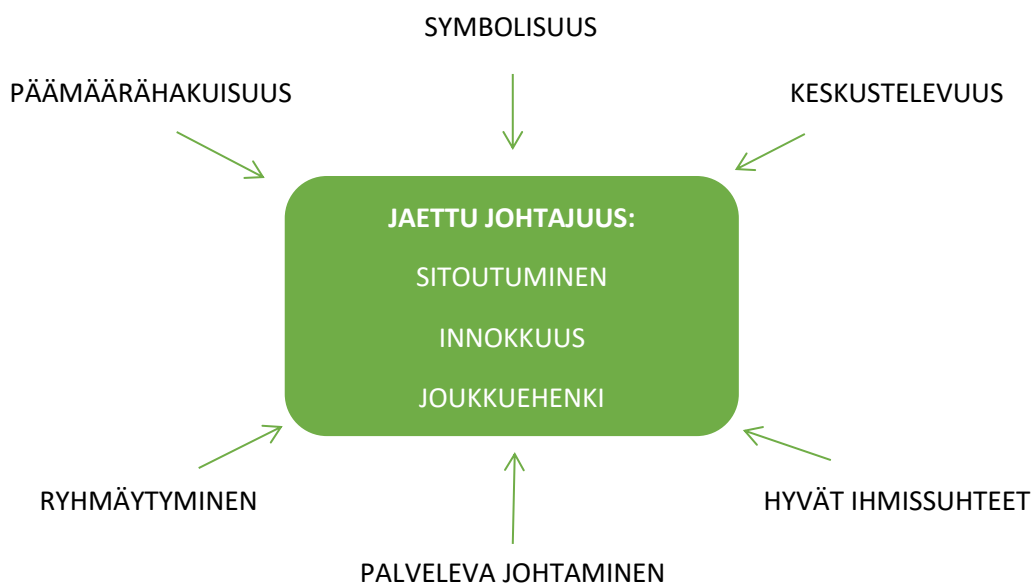 SYMBOLISUUS
PÄÄMÄÄRÄHAKUISUUS
KESKUSTELEVUUS
JAETTU JOHTAJUUS:
SITOUTUMINEN
INNOKKUUS
JOUKKUEHENKI
RYHMÄYTYMINEN
HYVÄT IHMISSUHTEET
PALVELEVA JOHTAMINEN